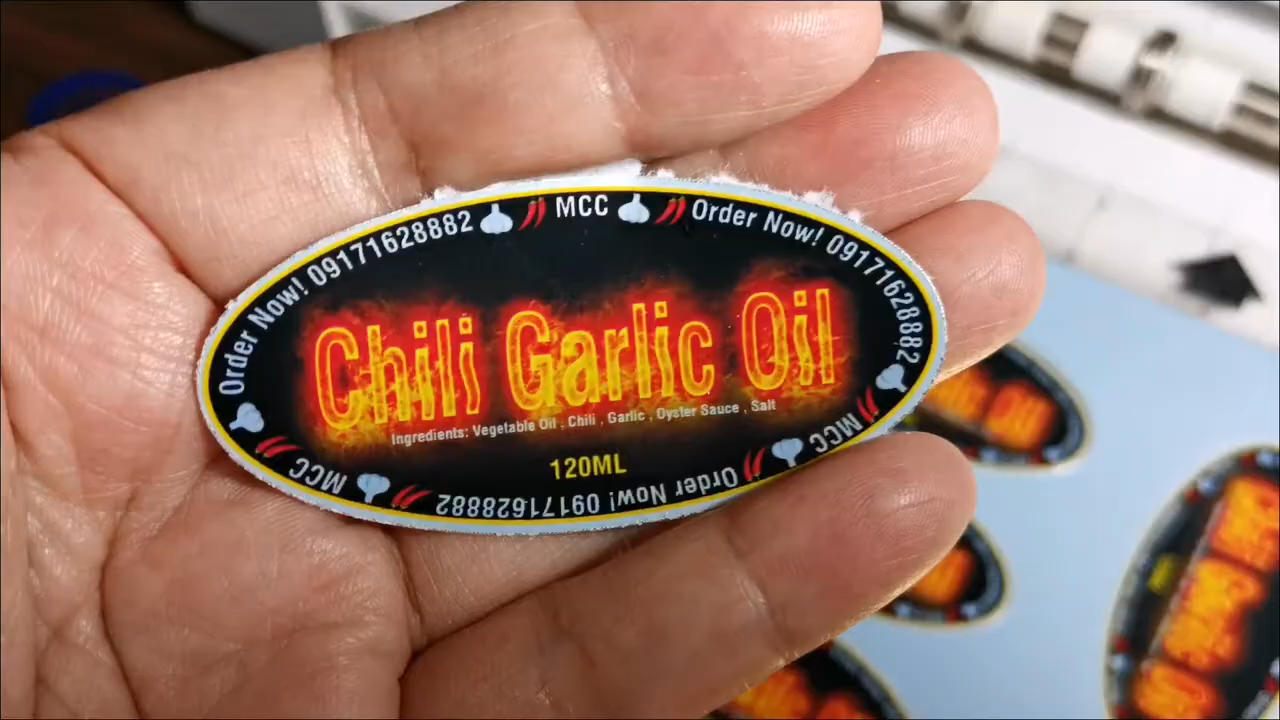 Order Now! 09171628882 MCC Order Now! 09171628882 MCC Order Now! 09171628882 MCC
Chili Garlic Oil
Ingredients: Vegetable Oil , Chili , Garlic , Oyster Sauce , Salt
120ML